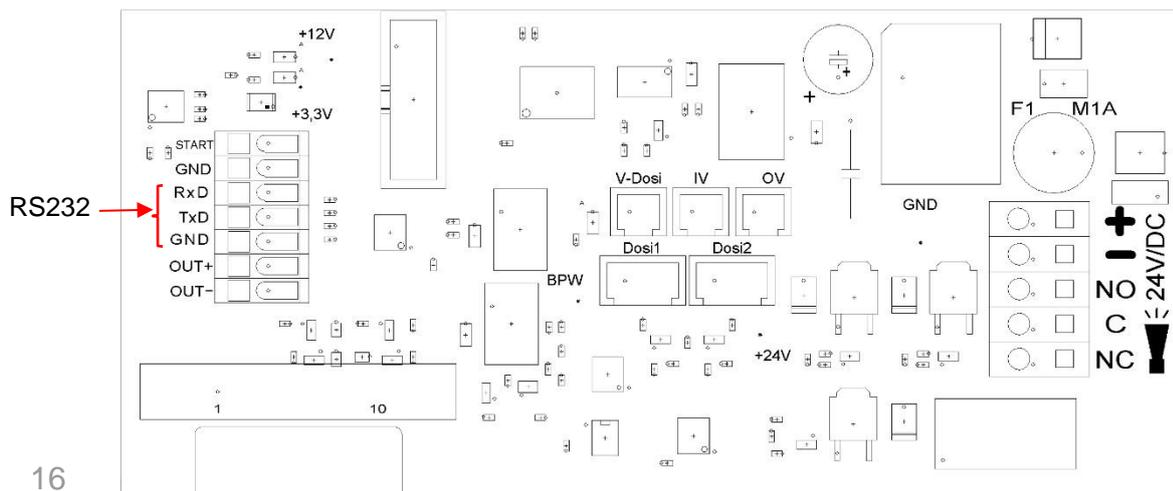 +12V
+3,3V
START
GND
RxD
TxD
GND
OUT+
OUT−
RS232
1 10
BPW
V-Dosi IV OV
Dosi1 Dosi2
+24V
GND
F1 M1A
+
−
24V/DC
NO
C
NC
16